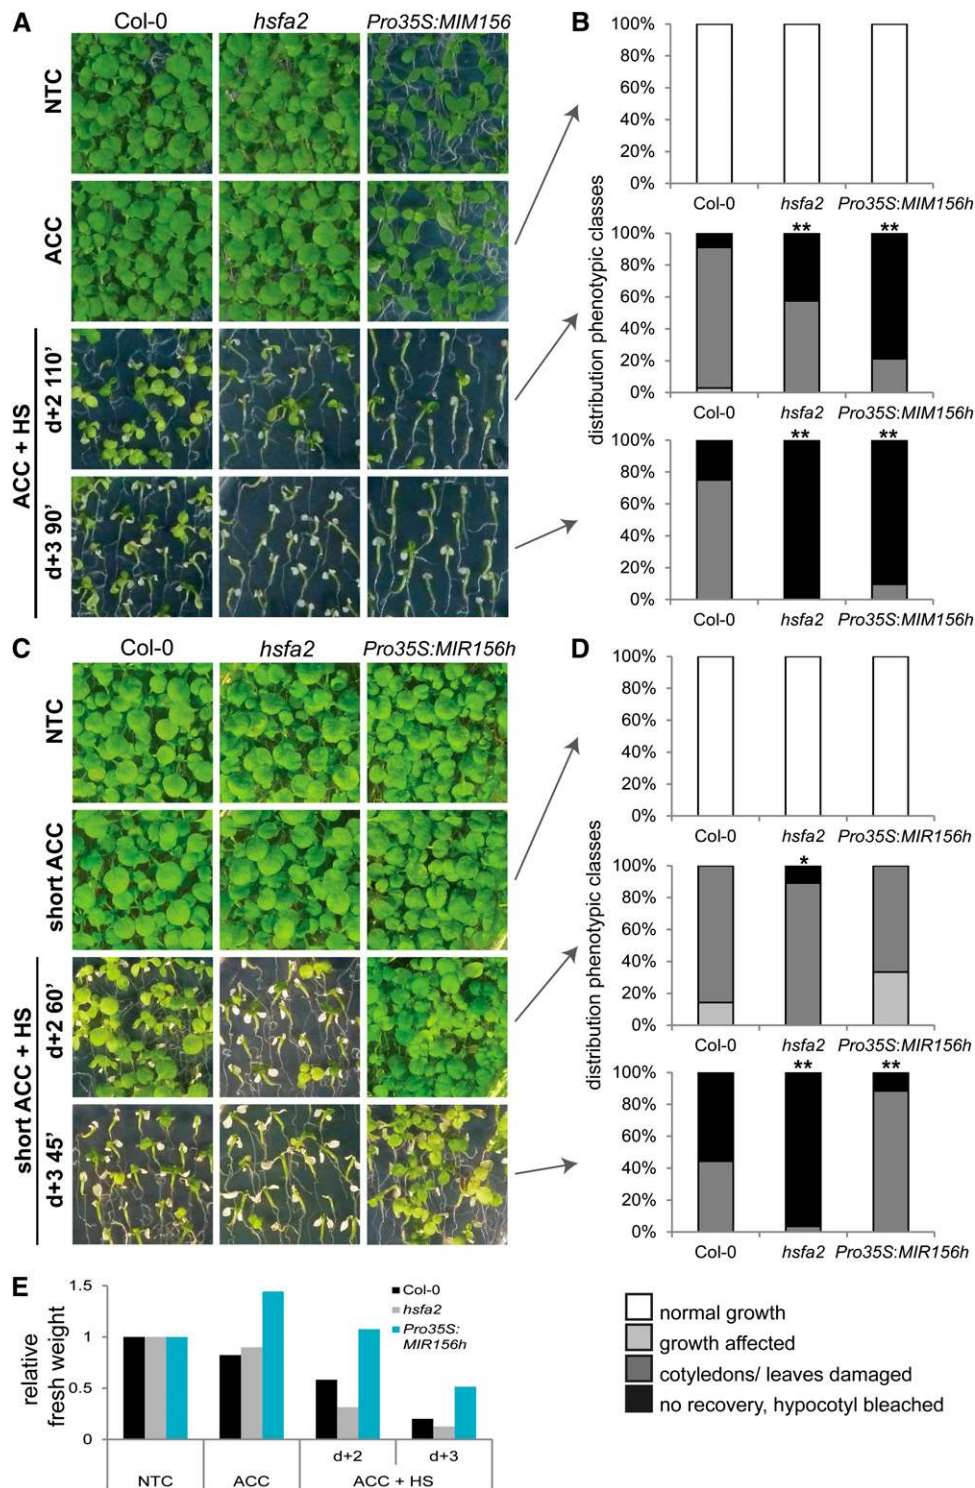 A
Col-0
hsfa2
Pro35S:MIM156
NTC
ACC
ACC + HS
d+2 110'
d+3 90'
B
distribution phenotypic classes
100%
80%
60%
40%
20%
0%
Col-0
hsfa2
Pro35S:MIM156h
**
**
100%
80%
60%
40%
20%
0%
Col-0
hsfa2
Pro35S:MIM156h
**
**
100%
80%
60%
40%
20%
0%
Col-0
hsfa2
Pro35S:MIM156h
C
Col-0
hsfa2
Pro35S:MIR156h
NTC
short ACC
short ACC + HS
d+2 60'
d+3 45'
D
distribution phenotypic classes
100%
80%
60%
40%
20%
0%
Col-0
hsfa2
Pro35S:MIR156h
*
100%
80%
60%
40%
20%
0%
Col-0
hsfa2
Pro35S:MIR156h
**
**
100%
80%
60%
40%
20%
0%
Col-0
hsfa2
Pro35S:MIR156h
E
relative
fresh weight
1.5
1
0.5
0
Col-0
hsfa2
Pro35S:
MIR156h
d+2
d+3
NTC
ACC
ACC + HS
normal growth
growth affected
cotyledons/ leaves damaged
no recovery, hypocotyl bleached